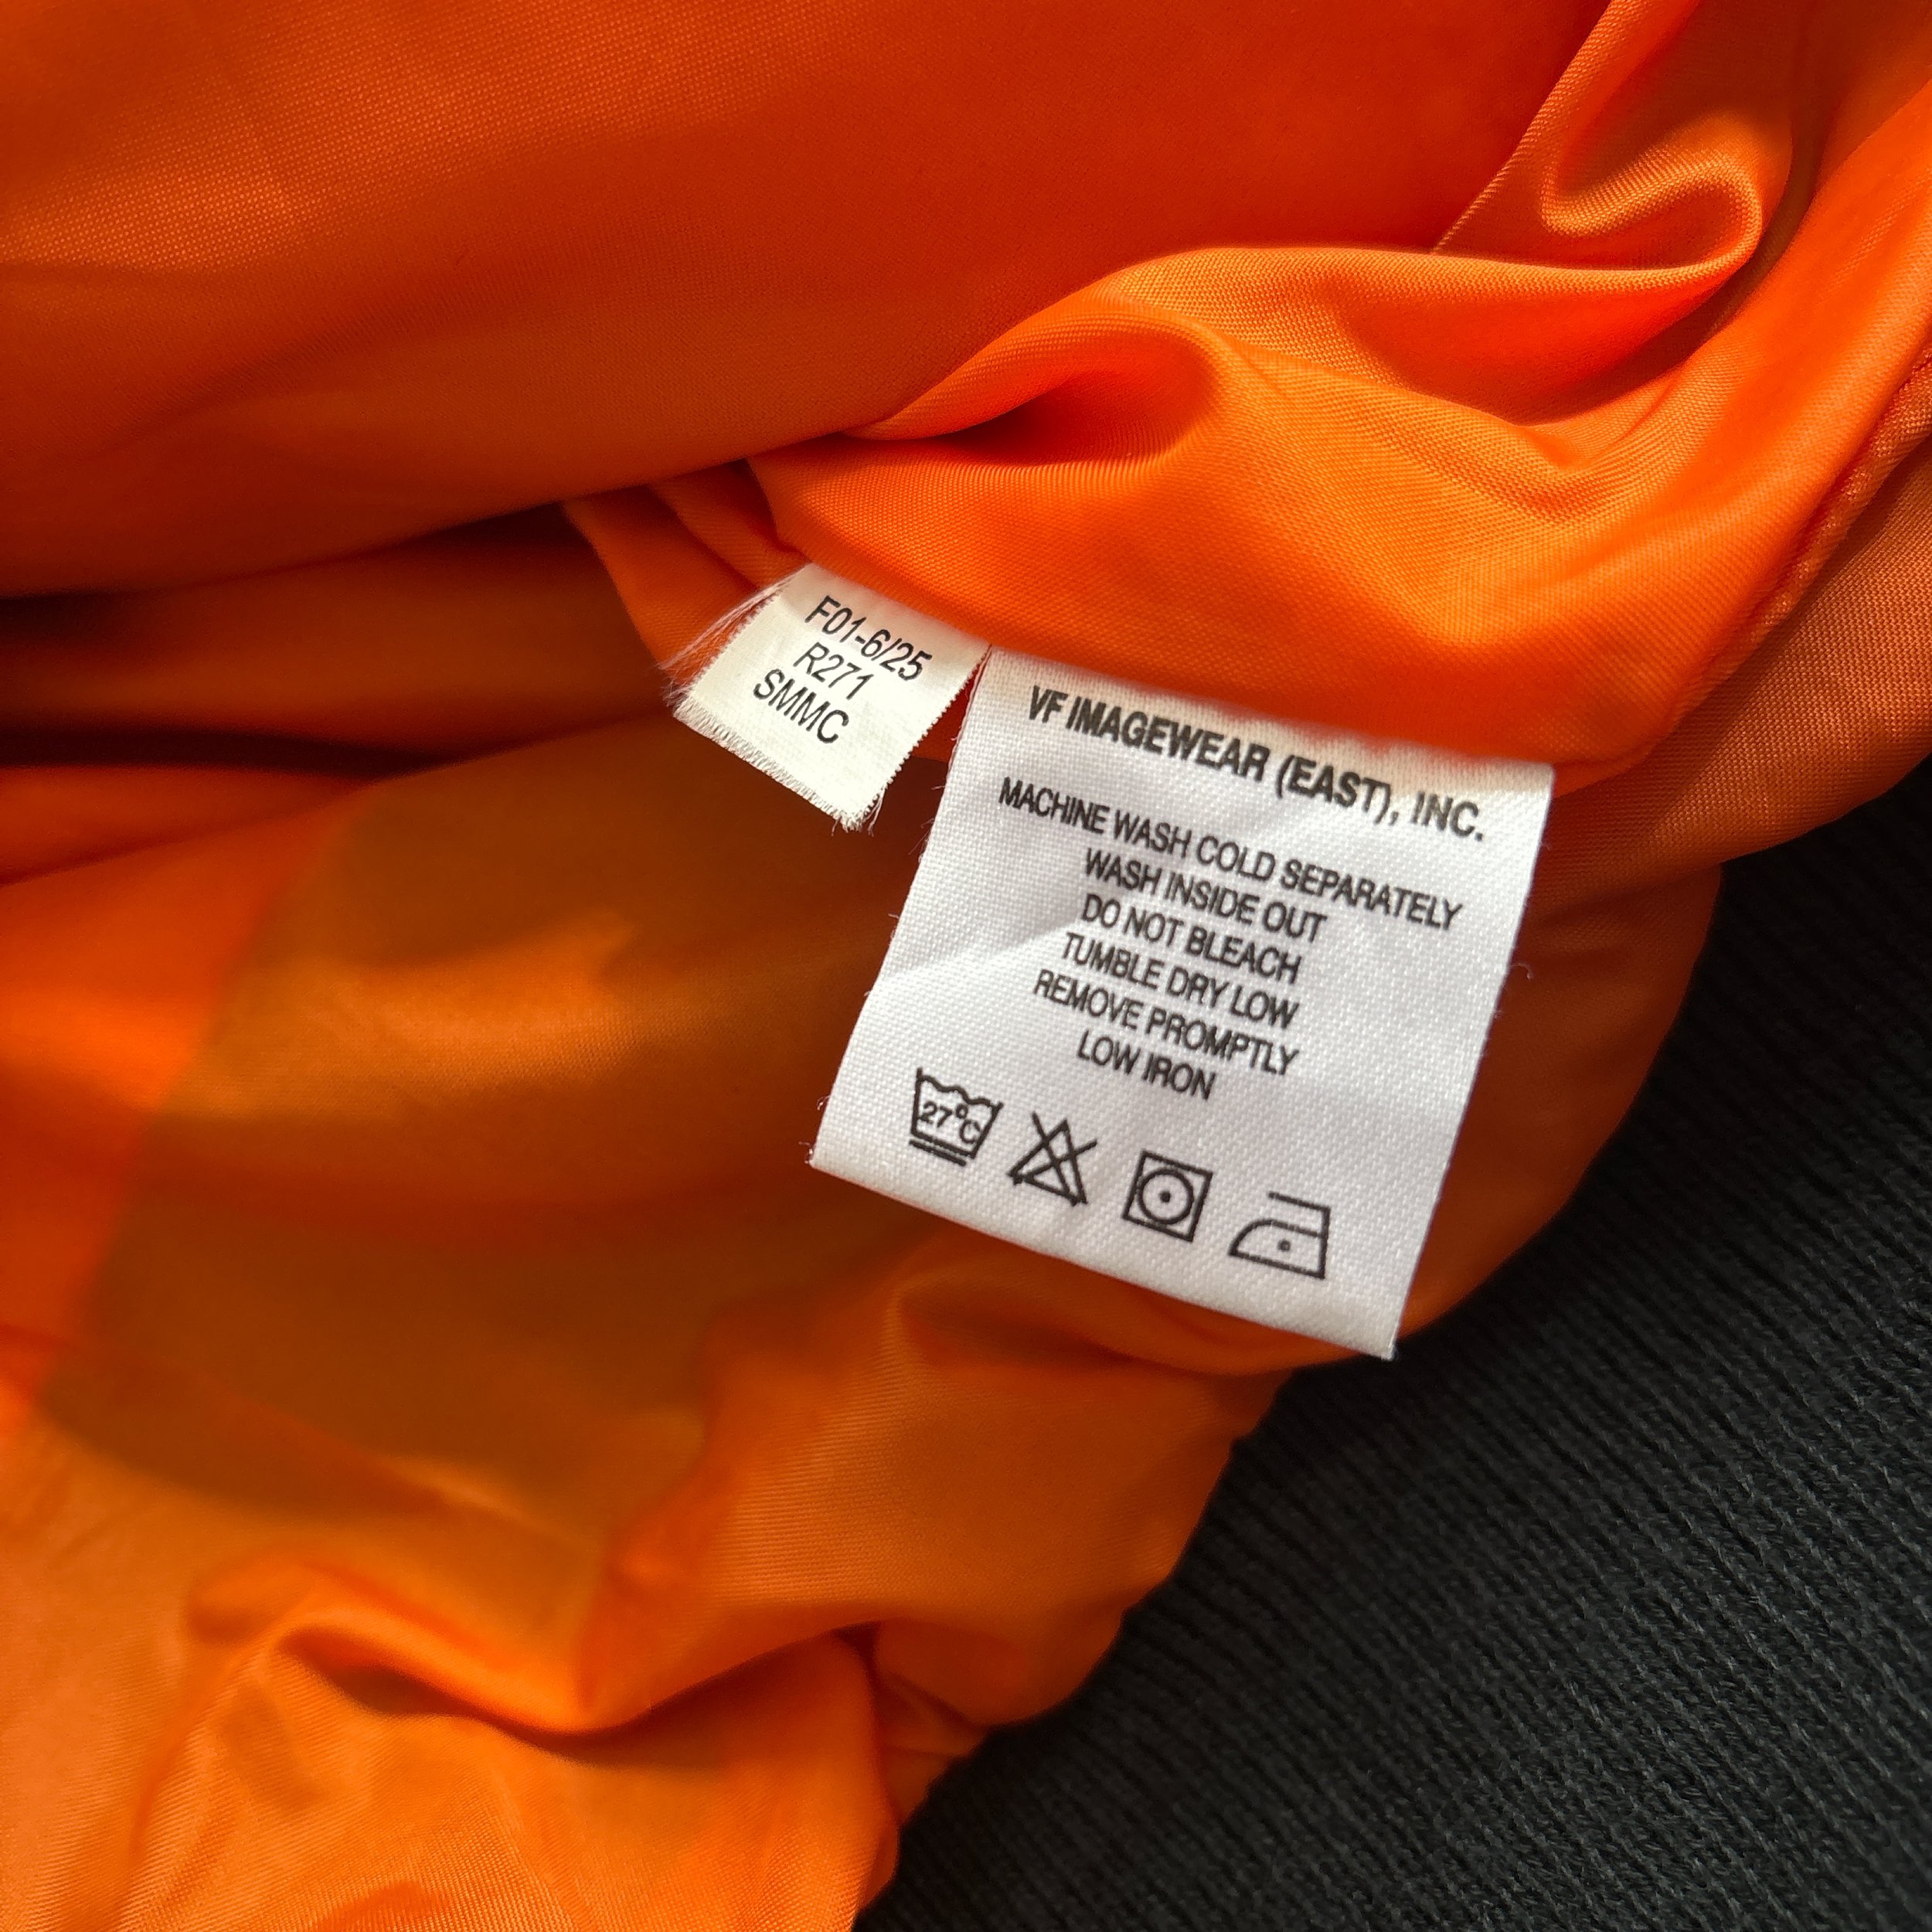 F01-6/25
R271
SMMC
VF IMAGEWEAR (EAST), INC.
MACHINE WASH COLD SEPARATELY
WASH INSIDE OUT
DO NOT BLEACH
TUMBLE DRY LOW
REMOVE PROMPTLY
LOW IRON
27°C